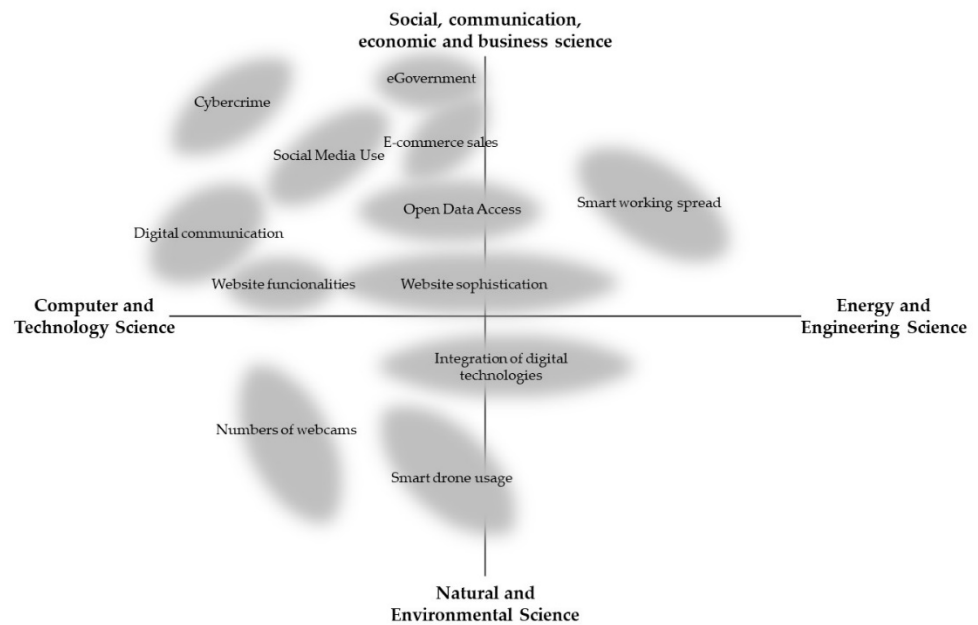 Social, communication,
economic and business science
eGovernment
Cybercrime
E-commerce sales
Social Media Use
Smart working spread
Open Data Access
Digital communication
Website funcionalities
Website sophistication
Computer and
Technology Science
Energy and
Engineering Science
Integration of digital
technologies
Numbers of webcams
Smart drone usage
Natural and
Environmental Science